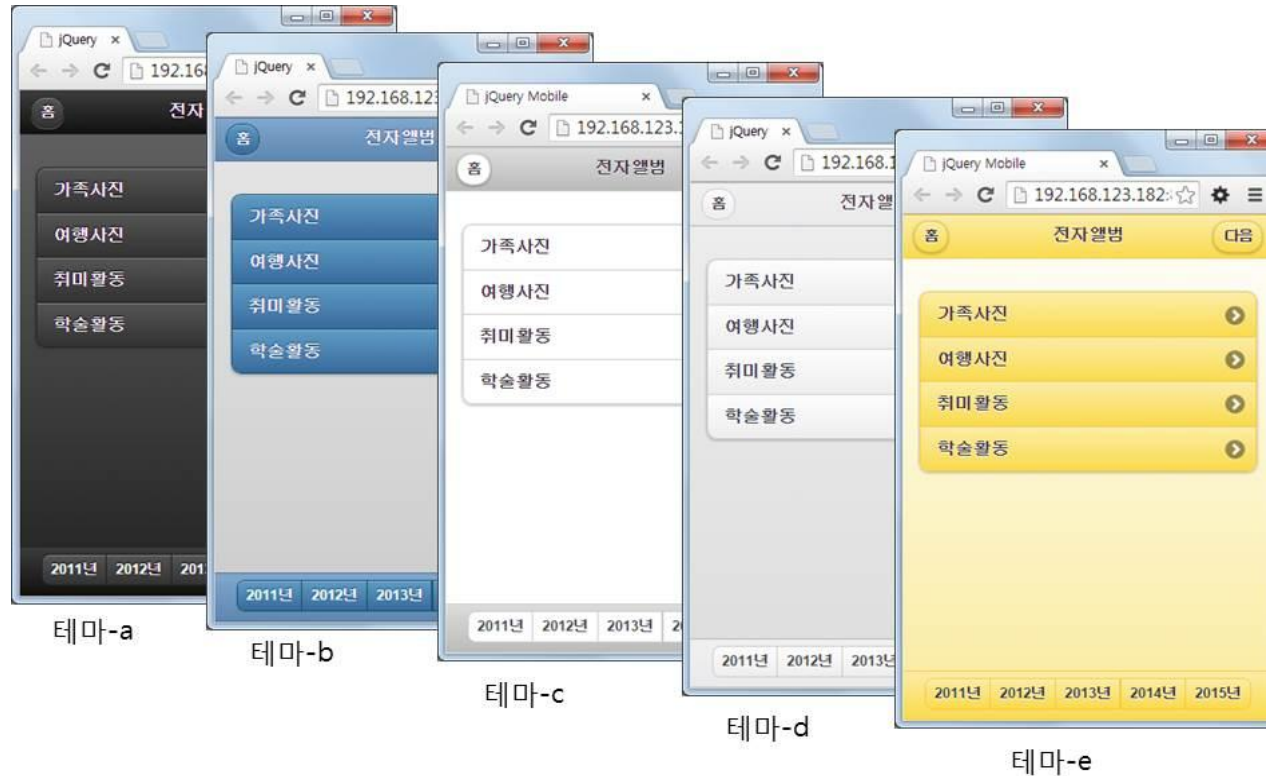 jQuery
192.16
홈 전자
가족사진
여행사진
취미활동
학술활동
2011년 2012년 201
테마-a
jQuery
192.168.123
홈 전자앨범
가족사진
여행사진
취미활동
학술활동
2011년 2012년 2013년
테마-b
jQuery Mobile
192.168.123.1
홈 전자앨범
가족사진
여행사진
취미활동
학술활동
2011년 2012년 2013년 2
테마-c
jQuery
192.168.1
홈 전자앨
가족사진
여행사진
취미활동
학술활동
2011년 2012년 2013년
테마-d
jQuery Mobile
192.168.123.182:
홈 전자앨범 다음
가족사진
여행사진
취미활동
학술활동
2011년 2012년 2013년 2014년 2015년
테마-e